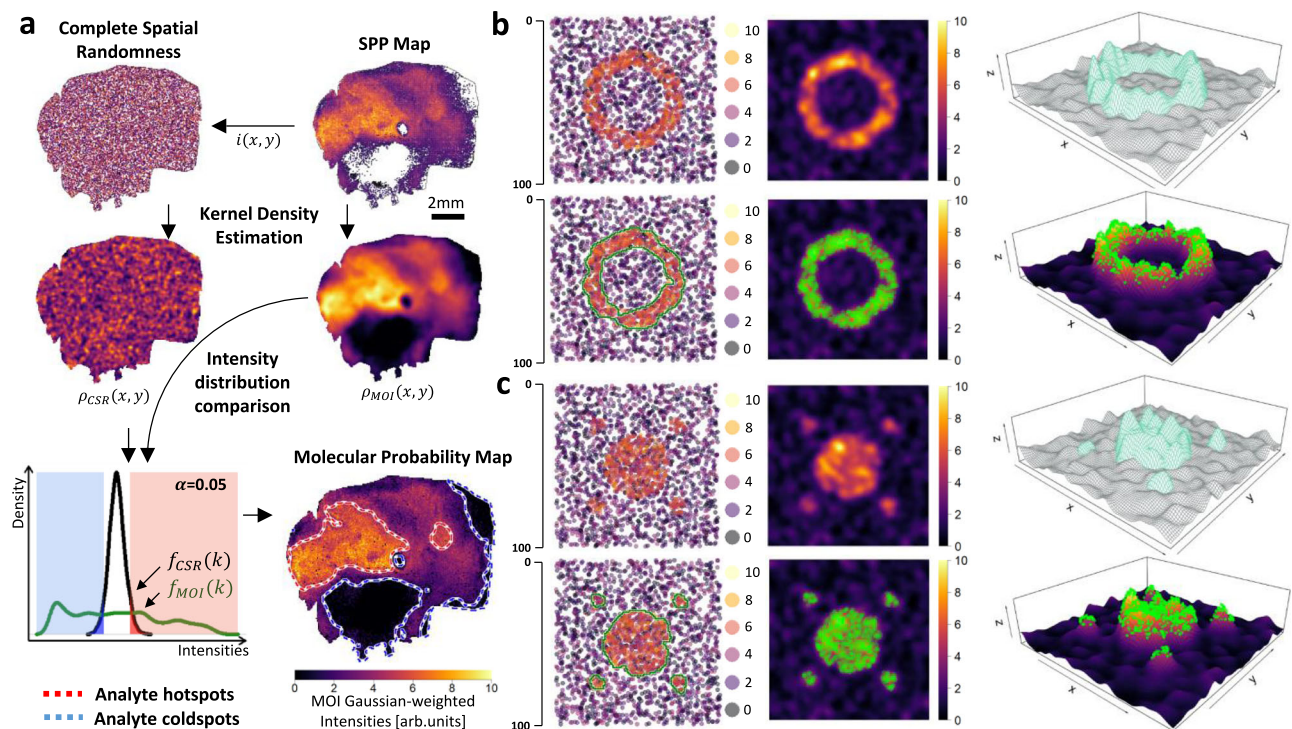 a
Complete Spatial
Randomness
SPP Map
i(x, y)
2mm
Kernel Density
Estimation
Intensity
distribution
comparison
ρCSR(x, y)
ρMOI(x, y)
Density
α=0.05
fCSR(k)
fMOI(k)
Intensities
Analyte hotspots
Analyte coldspots
Molecular Probability Map
0 2 4 6 8 10
MOI Gaussian-weighted
Intensities [arb.units]
b
0
100
10
8
6
4
2
0
10
8
6
4
2
0
z
x
y
0
100
10
8
6
4
2
0
10
8
6
4
2
0
z
x
y
c
0
100
10
8
6
4
2
0
10
8
6
4
2
0
z
x
y
0
100
10
8
6
4
2
0
10
8
6
4
2
0
z
x
y